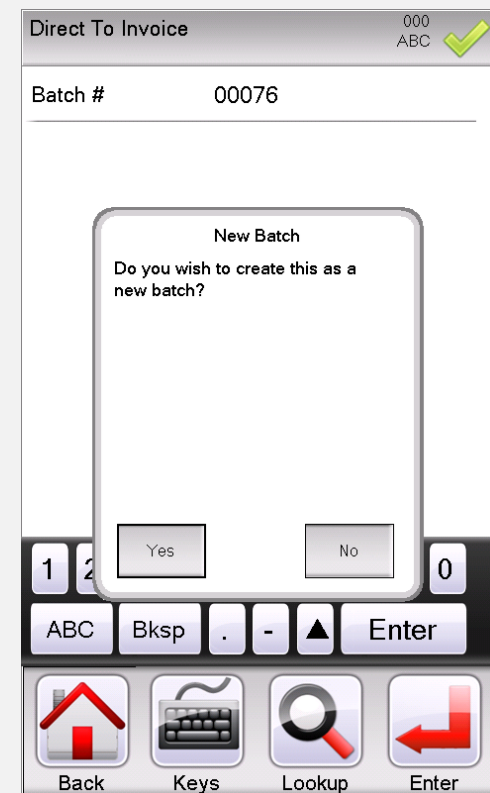 Direct To Invoice
000
ABC
Batch # 00076
New Batch
Do you wish to create this as a
new batch?
Yes No
1 2 0
ABC Bksp . - ▲ Enter
Back Keys Lookup Enter